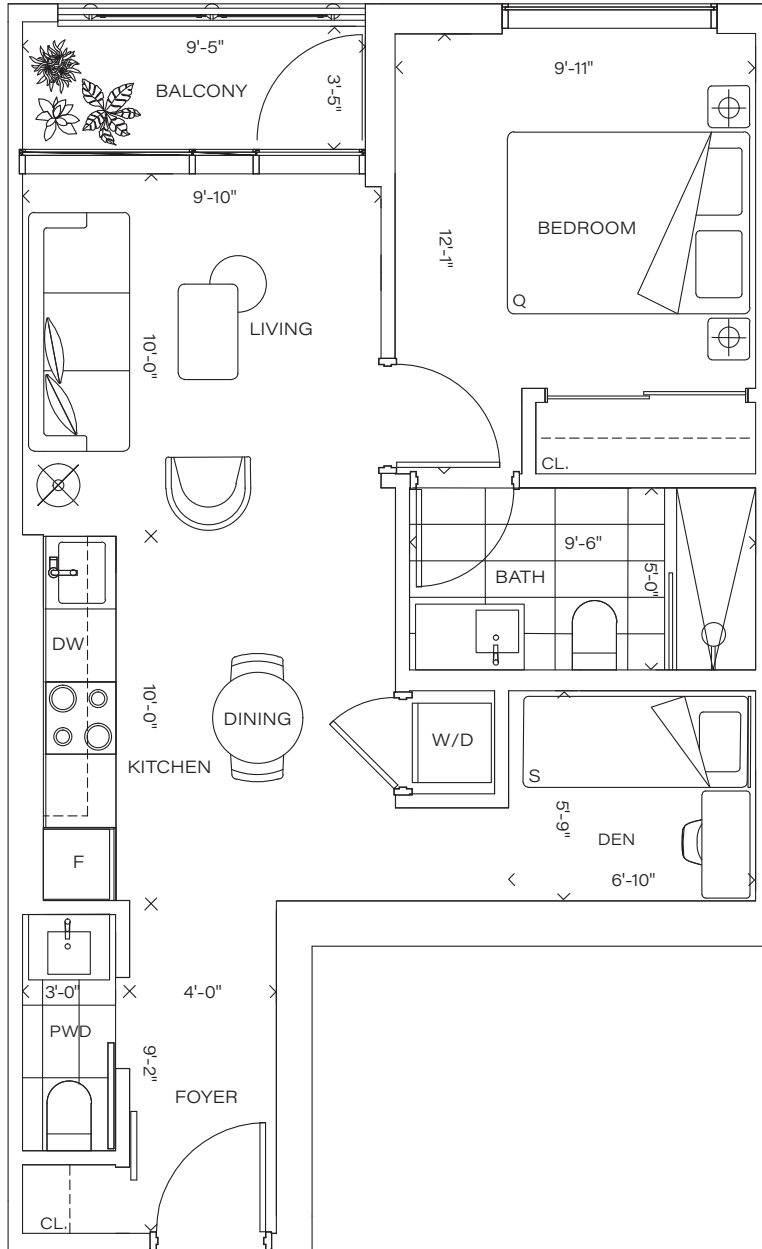 9'-5"
BALCONY
3'-5"
9'-11"
9'-10"
BEDROOM
12'-1"
Q
LIVING
10'-0"
CL.
9'-6"
BATH
5'-0"
DW
10'-0"
DINING
W/D
KITCHEN
S
5'-9"
DEN
F
6'-10"
3'-0"
4'-0"
PWD
9'-2"
FOYER
CL.